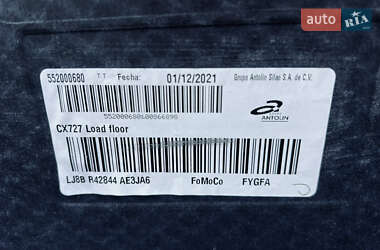 auto RIA
552000680 T.T Fecha: 01/12/2021 Grupo Antolin Silao S.A. de C.V.
552000680U00866890
ANTOLIN
CX727 Load floor
LJ8B R42844 AE3JA6 FoMoCo FYGFA